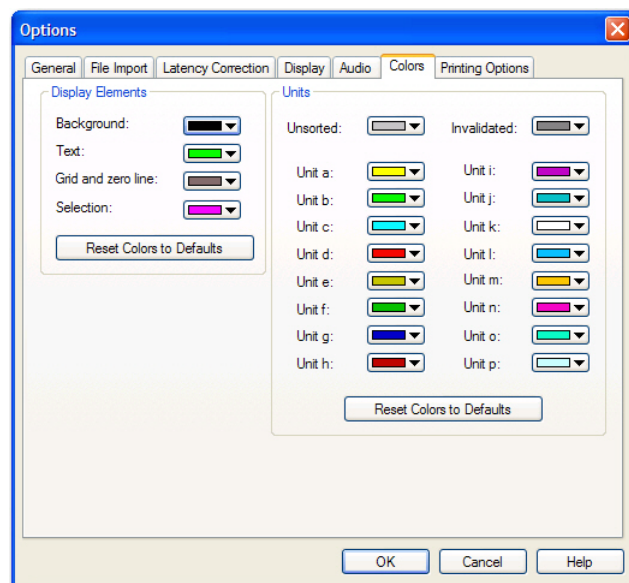 Options
General File Import Latency Correction Display Audio Colors Printing Options
Display Elements
Background:
Text:
Grid and zero line:
Selection:
Reset Colors to Defaults
Units
Unsorted: Invalidated:
Unit a: Unit i:
Unit b: Unit j:
Unit c: Unit k:
Unit d: Unit l:
Unit e: Unit m:
Unit f: Unit n:
Unit g: Unit o:
Unit h: Unit p:
Reset Colors to Defaults
OK Cancel Help